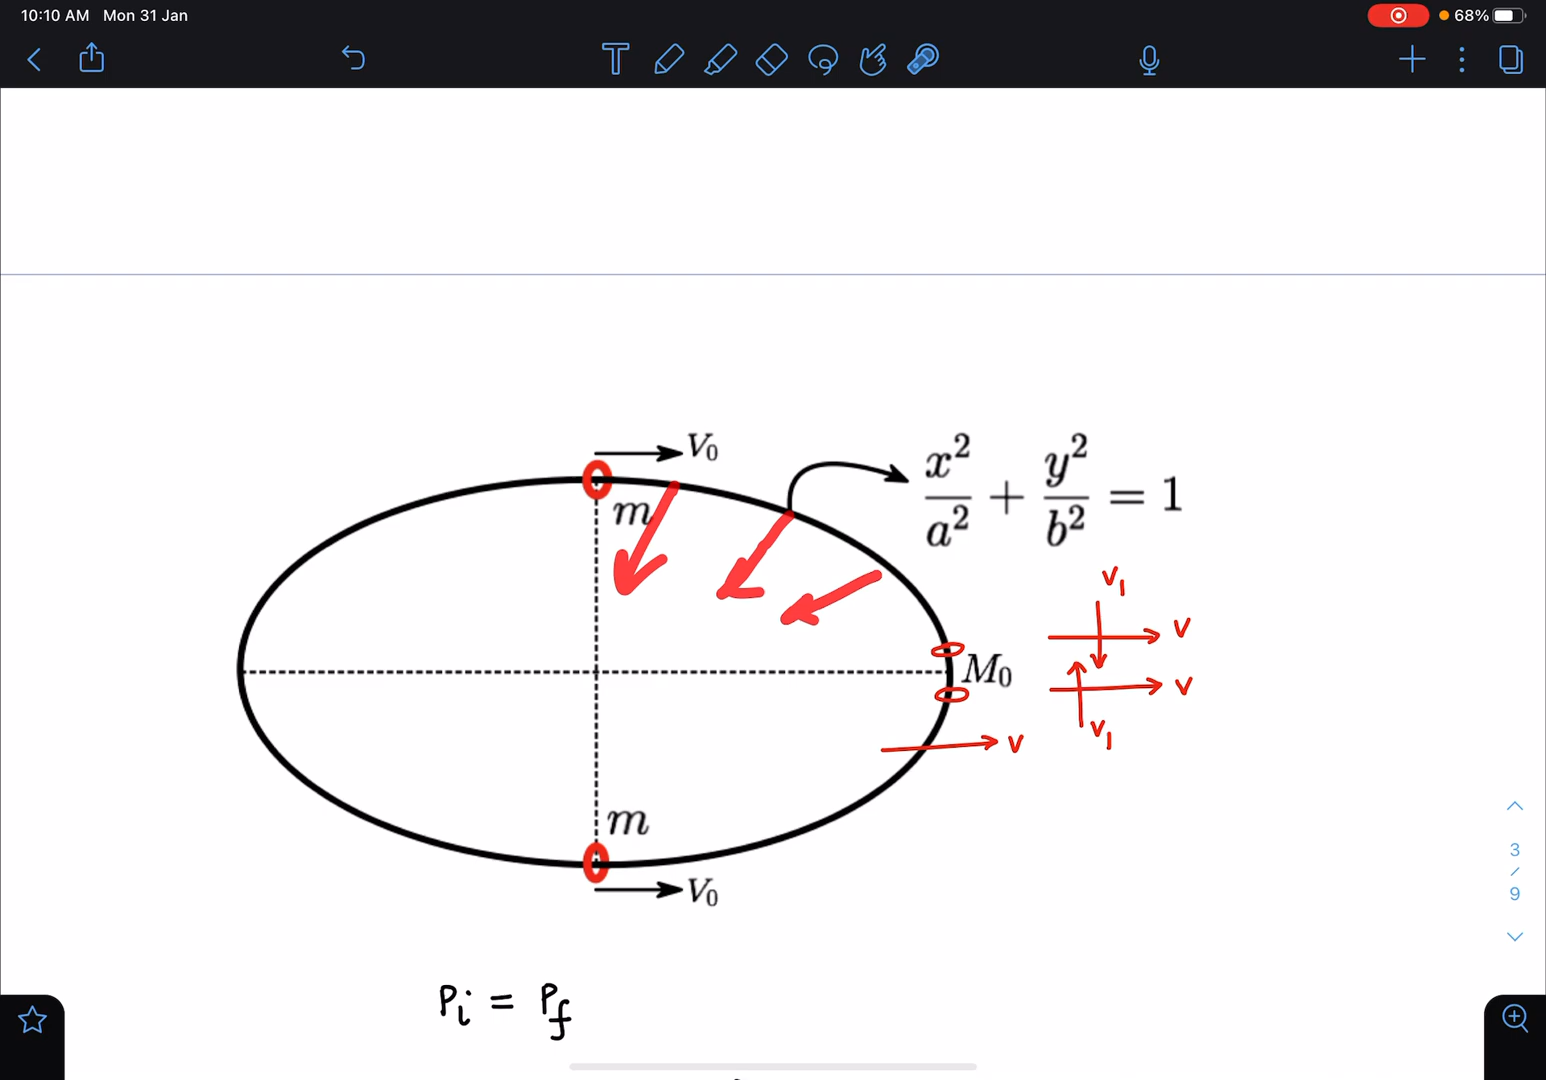 10:10 AM Mon 31 Jan
68%
T
V₀
m
x²/a² + y²/b² = 1
v₁
v
M₀
v
v₁
v
m
V₀
3
/
9
Pᵢ = P_f